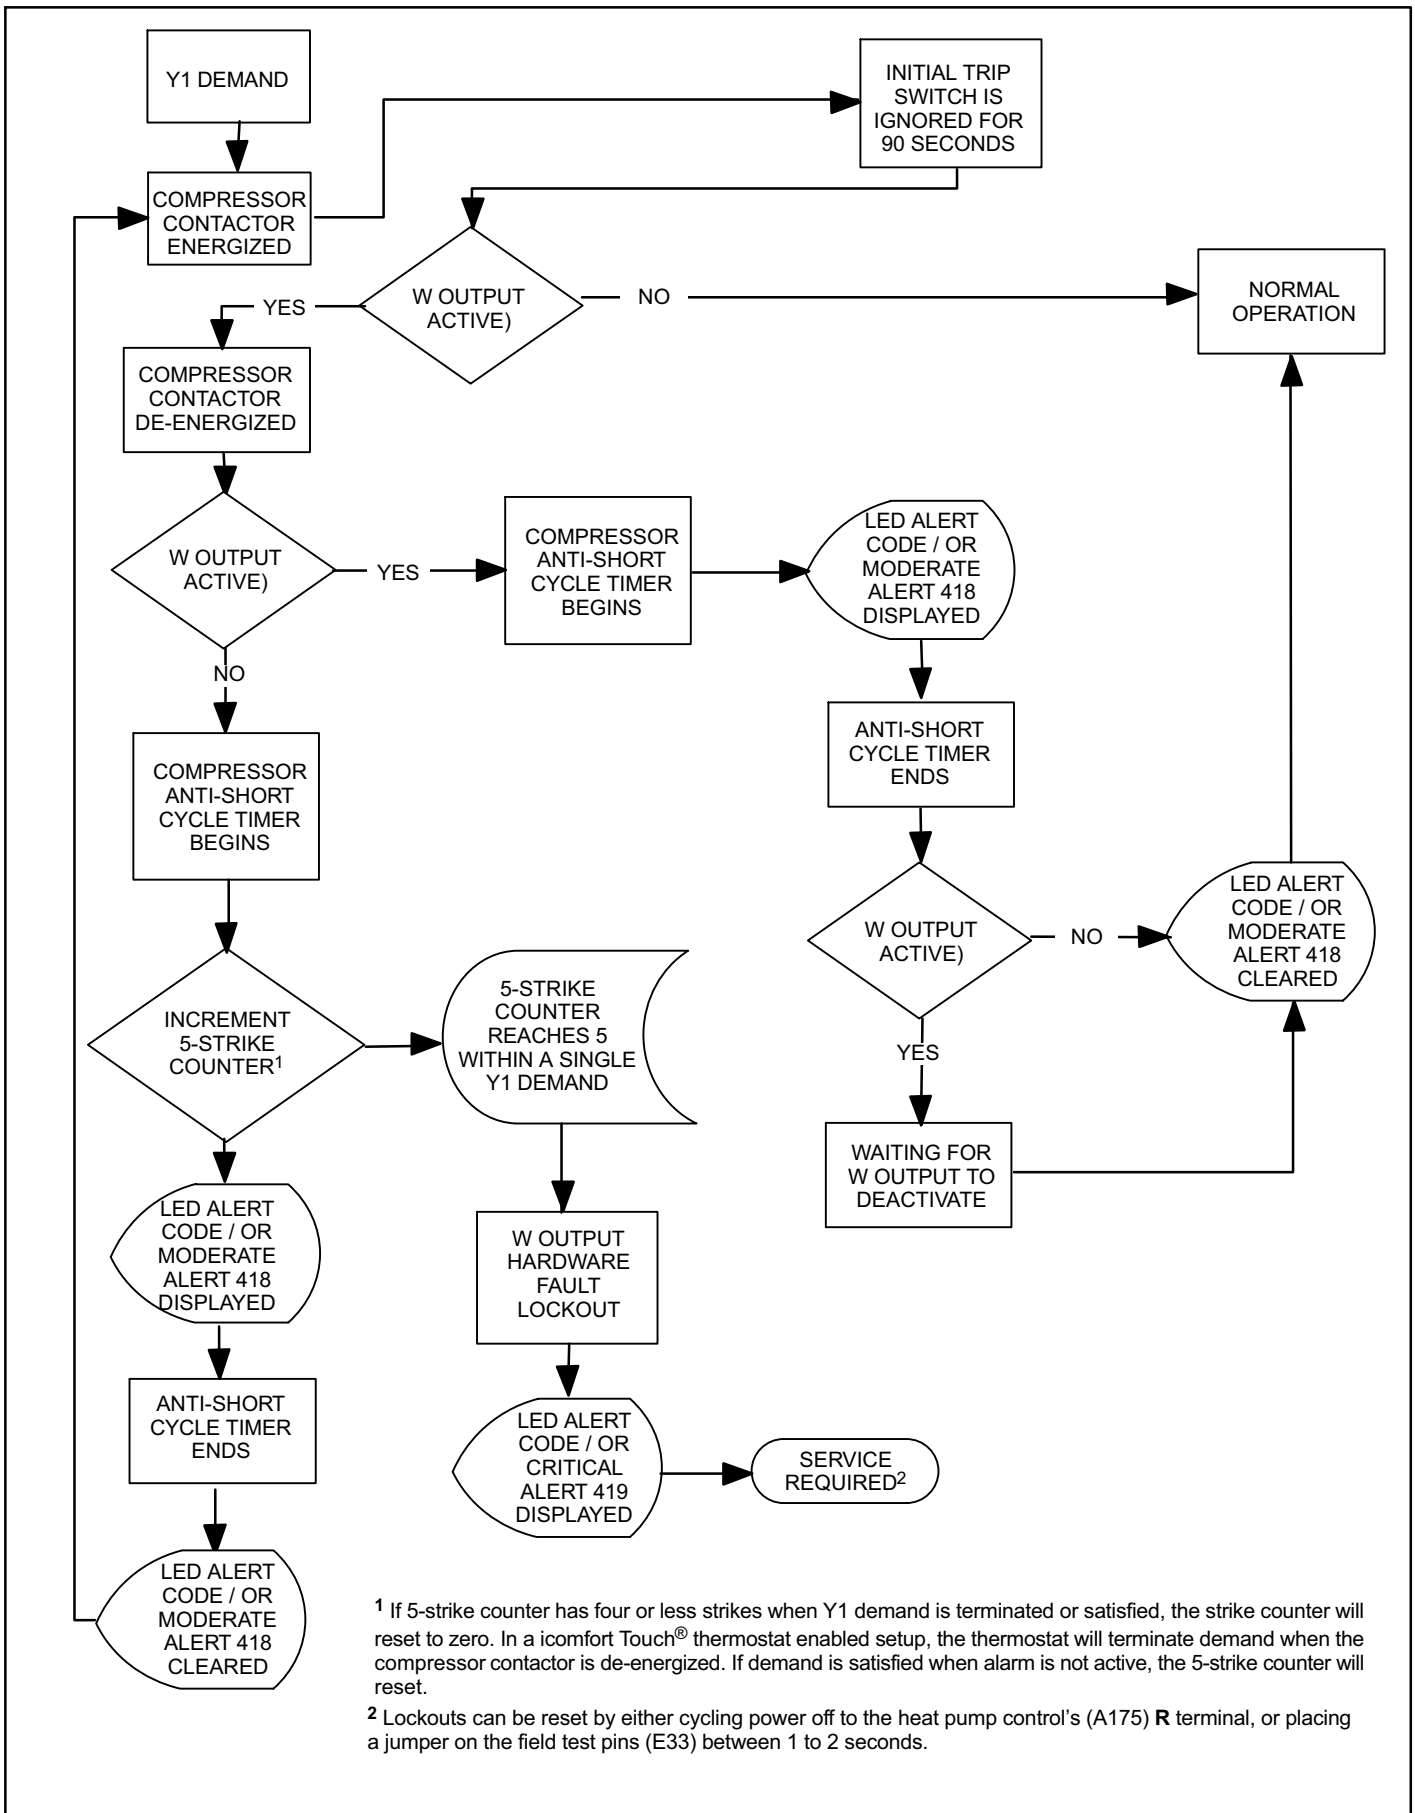 Y1 DEMAND
INITIAL TRIP
SWITCH IS
IGNORED FOR
90 SECONDS
COMPRESSOR
CONTACTOR
ENERGIZED
W OUTPUT
ACTIVE)
YES
NO
NORMAL
OPERATION
COMPRESSOR
CONTACTOR
DE-ENERGIZED
W OUTPUT
ACTIVE)
YES
COMPRESSOR
ANTI-SHORT
CYCLE TIMER
BEGINS
LED ALERT
CODE / OR
MODERATE
ALERT 418
DISPLAYED
NO
ANTI-SHORT
CYCLE TIMER
ENDS
COMPRESSOR
ANTI-SHORT
CYCLE TIMER
BEGINS
W OUTPUT
ACTIVE)
NO
LED ALERT
CODE / OR
MODERATE
ALERT 418
CLEARED
YES
INCREMENT
5-STRIKE
COUNTER1
5-STRIKE
COUNTER
REACHES 5
WITHIN A SINGLE
Y1 DEMAND
WAITING FOR
W OUTPUT TO
DEACTIVATE
LED ALERT
CODE / OR
MODERATE
ALERT 418
DISPLAYED
W OUTPUT
HARDWARE
FAULT
LOCKOUT
ANTI-SHORT
CYCLE TIMER
ENDS
LED ALERT
CODE / OR
CRITICAL
ALERT 419
DISPLAYED
SERVICE
REQUIRED2
LED ALERT
CODE / OR
MODERATE
ALERT 418
CLEARED
1 If 5-strike counter has four or less strikes when Y1 demand is terminated or satisfied, the strike counter will
reset to zero. In a icomfort Touch® thermostat enabled setup, the thermostat will terminate demand when the
compressor contactor is de-energized. If demand is satisfied when alarm is not active, the 5-strike counter will
reset.
2 Lockouts can be reset by either cycling power off to the heat pump control's (A175) R terminal, or placing
a jumper on the field test pins (E33) between 1 to 2 seconds.